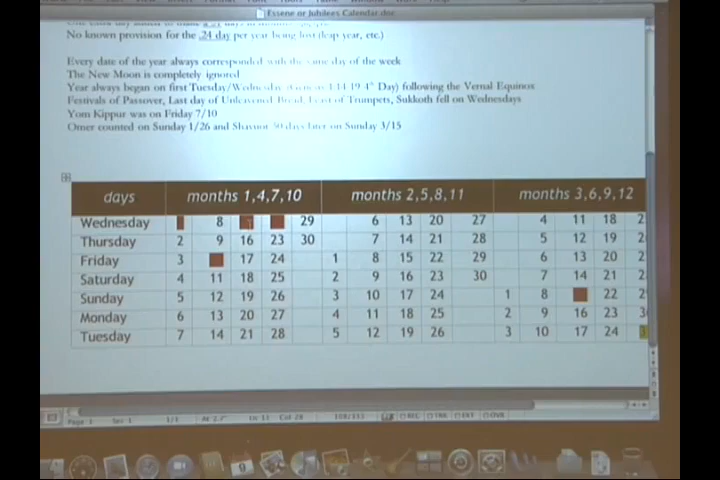 Essene or Jubilees Calendar.doc
No known provision for the .24 day per year being lost (leap year, etc.)
Every date of the year always corresponded with the same day of the week
The New Moon is completely ignored
Year always began on first Tuesday/Wednesday Day) following the Vernal Equinox
Festivals of Passover, Last day of Unleavened Bread, Feast of Trumpets, Sukkoth fell on Wednesdays
Yom Kippur was on Friday 7/10
Omer counted on Sunday 1/26 and Shavuot 50 days later on Sunday 3/15
days months 1,4,7,10 months 2,5,8,11 months 3,6,9,12
Wednesday 8 29 6 13 20 27 4 11 18
Thursday 2 9 16 23 30 7 14 21 28 5 12 19
Friday 3 17 24 1 8 15 22 29 6 13 20
Saturday 4 11 18 25 2 9 16 23 30 7 14 21
Sunday 5 12 19 26 3 10 17 24 1 8 22
Monday 6 13 20 27 4 11 18 25 2 9 16 23
Tuesday 7 14 21 28 5 12 19 26 3 10 17 24
Page 1 Sec 1 1/1